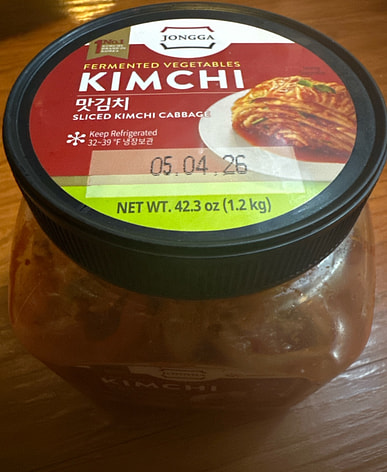 JONGGA
No.1
FERMENTED VEGETABLES
KIMCHI
맛김치
SLICED KIMCHI CABBAGE
Keep Refrigerated
32~39 °F 냉장보관
05.04.26
NET WT. 42.3 oz (1.2 kg)
KIMCHI